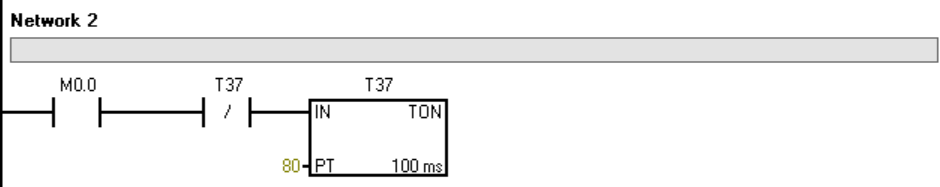 Network 2
M0.0 T37 T37
/ IN TON
80 PT 100 ms